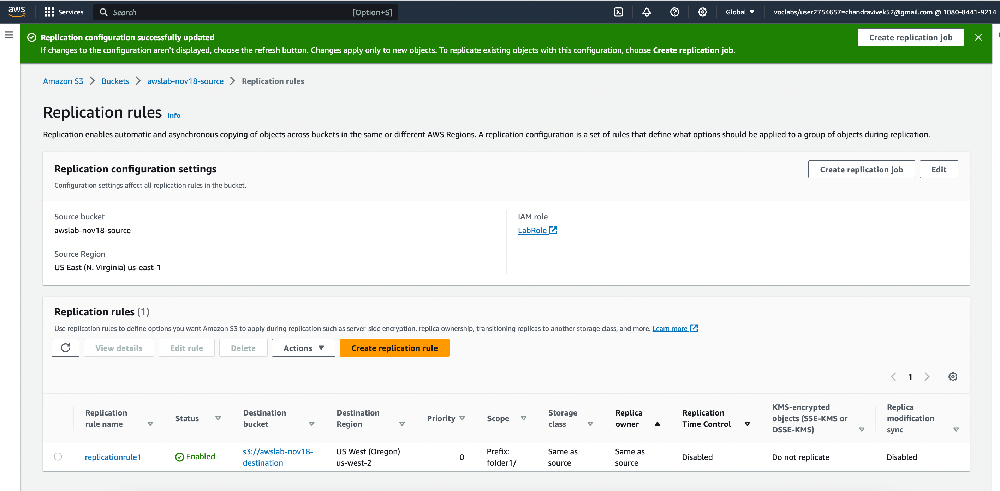 aws
Services
Search
[Option+S]
Global
voclabs/user2754657=chandravivek52@gmail.com @ 1080-8441-9214
Replication configuration successfully updated
If changes to the configuration aren't displayed, choose the refresh button. Changes apply only to new objects. To replicate existing objects with this configuration, choose Create replication job.
Create replication job
Amazon S3
Buckets
awslab-nov18-source
Replication rules
Replication rules
Info
Replication enables automatic and asynchronous copying of objects across buckets in the same or different AWS Regions. A replication configuration is a set of rules that define what options should be applied to a group of objects during replication.
Replication configuration settings
Create replication job
Edit
Configuration settings affect all replication rules in the bucket.
Source bucket
awslab-nov18-source
Source Region
US East (N. Virginia) us-east-1
IAM role
LabRole
Replication rules (1)
Use replication rules to define options you want Amazon S3 to apply during replication such as server-side encryption, replica ownership, transitioning replicas to another storage class, and more. Learn more
View details
Edit rule
Delete
Actions
Create replication rule
1
Replication
rule name
Status
Destination
bucket
Destination
Region
Priority
Scope
Storage
class
Replica
owner
Replication
Time Control
KMS-encrypted
objects (SSE-KMS or
DSSE-KMS)
Replica
modification
sync
replicationrule1
Enabled
s3://awslab-nov18-
destination
US West (Oregon)
us-west-2
0
Prefix:
folder1/
Same as
source
Same as
source
Disabled
Do not replicate
Disabled